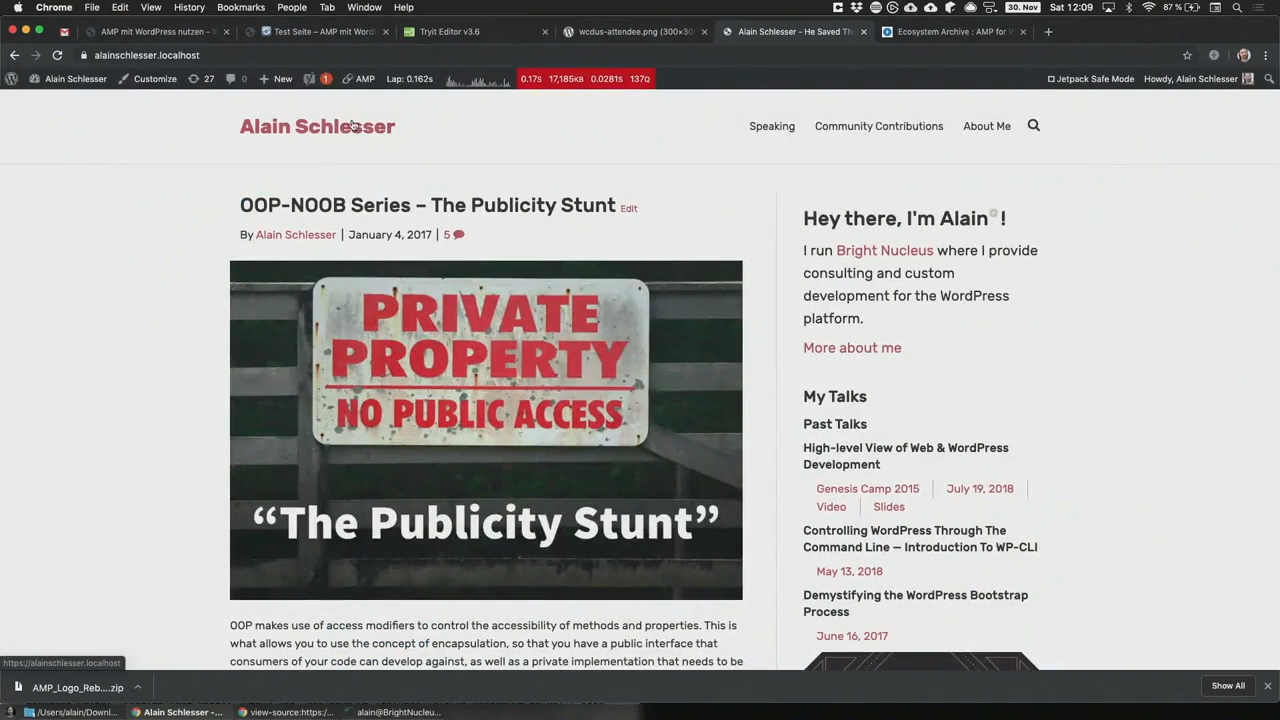 Chrome File Edit View History Bookmarks People Tab Window Help 30. Nov Sat 12:09 87 %
AMP mit WordPress nutzen – V
Test Seite – AMP mit WordPress
Tryit Editor v3.6
wcdus-attendee.png (300×30
Alain Schlesser - He Saved Th
Ecosystem Archive : AMP for V
alainschlesser.localhost
Alain Schlesser Customize 27 0 New 1 AMP Lap: 0.162s 0.17S 17,185KB 0.0281S 137Q Jetpack Safe Mode Howdy, Alain Schlesser
Alain Schlesser
Speaking Community Contributions About Me
OOP-NOOB Series – The Publicity Stunt Edit
By Alain Schlesser | January 4, 2017 | 5
PRIVATE
PROPERTY
NO PUBLIC ACCESS
“The Publicity Stunt”
OOP makes use of access modifiers to control the accessibility of methods and properties. This is
what allows you to use the concept of encapsulation, so that you have a public interface that
consumers of your code can develop against, as well as a private implementation that needs to be
Hey there, I'm Alain !
I run Bright Nucleus where I provide
consulting and custom
development for the WordPress
platform.
More about me
My Talks
Past Talks
High-level View of Web & WordPress
Development
Genesis Camp 2015 July 19, 2018
Video Slides
Controlling WordPress Through The
Command Line – Introduction To WP-CLI
May 13, 2018
Demystifying the WordPress Bootstrap
Process
June 16, 2017
https://alainschlesser.localhost
AMP_Logo_Reb....zip
Show All
/Users/alain/Downl...
Alain Schlesser -...
view-source:https:/...
alain@BrightNucleu...